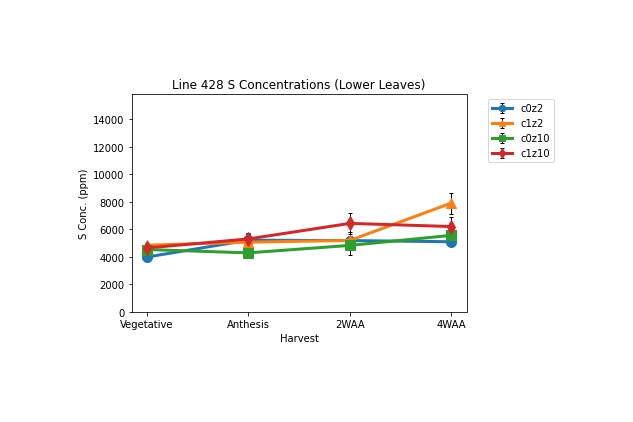 Line 428 S Concentrations (Lower Leaves)
S Conc. (ppm)
14000
12000
10000
8000
6000
4000
2000
0
Vegetative Anthesis 2WAA 4WAA
Harvest
c0z2
c1z2
c0z10
c1z10